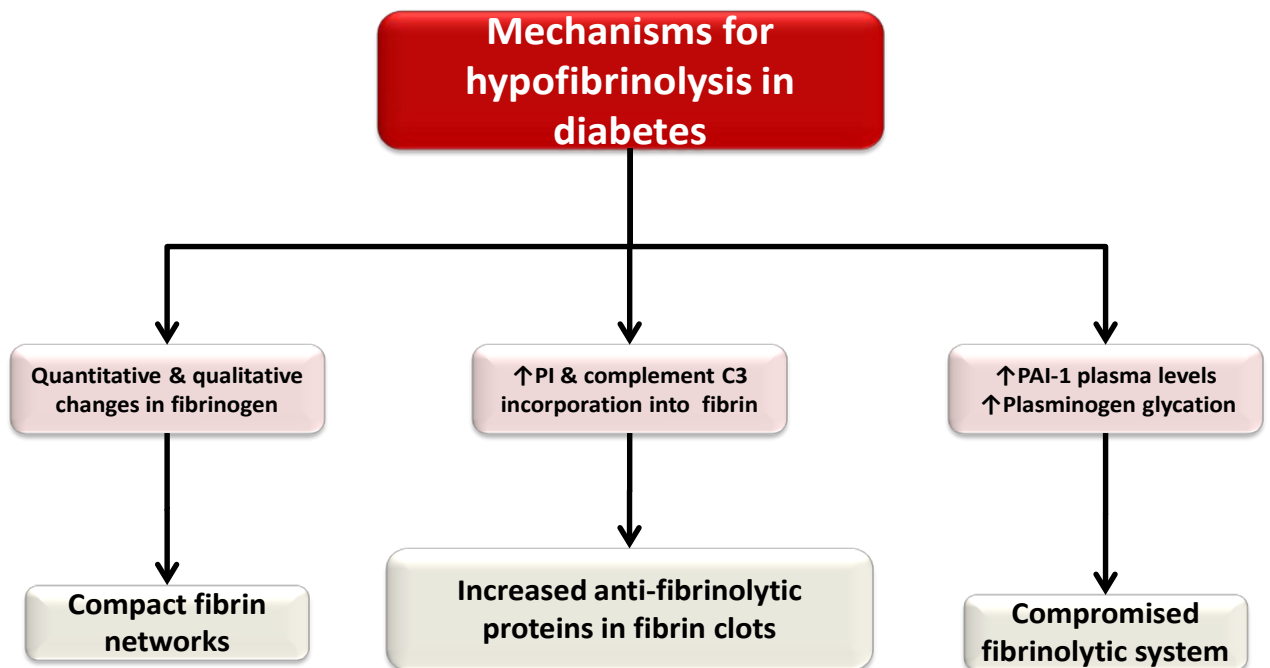 Mechanisms for
hypofibrinolysis in
diabetes
Quantitative & qualitative
changes in fibrinogen
↑PI & complement C3
incorporation into fibrin
↑PAI-1 plasma levels
↑Plasminogen glycation
Compact fibrin
networks
Increased anti-fibrinolytic
proteins in fibrin clots
Compromised
fibrinolytic system